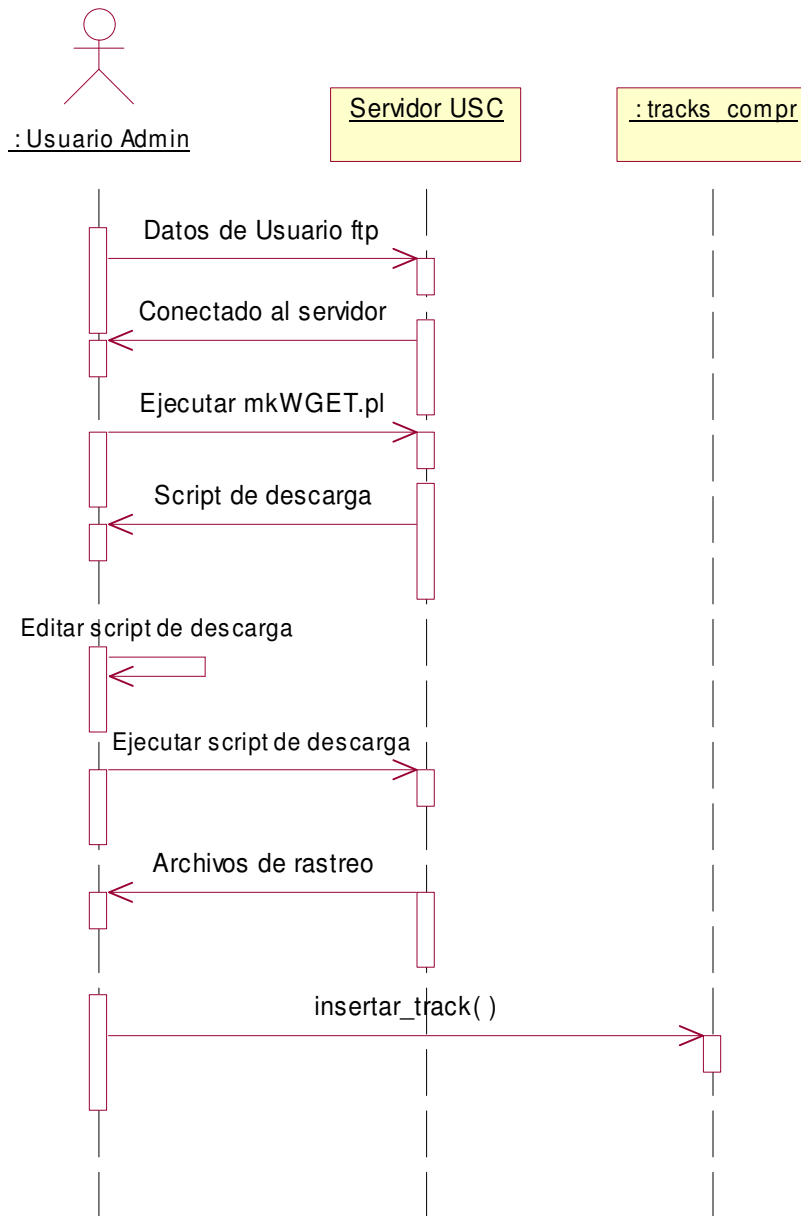 : Usuario Admin
Servidor USC
: tracks_compr
Datos de Usuario ftp
Conectado al servidor
Ejecutar mkWGET.pl
Script de descarga
Editar script de descarga
Ejecutar script de descarga
Archivos de rastreo
insertar_track( )